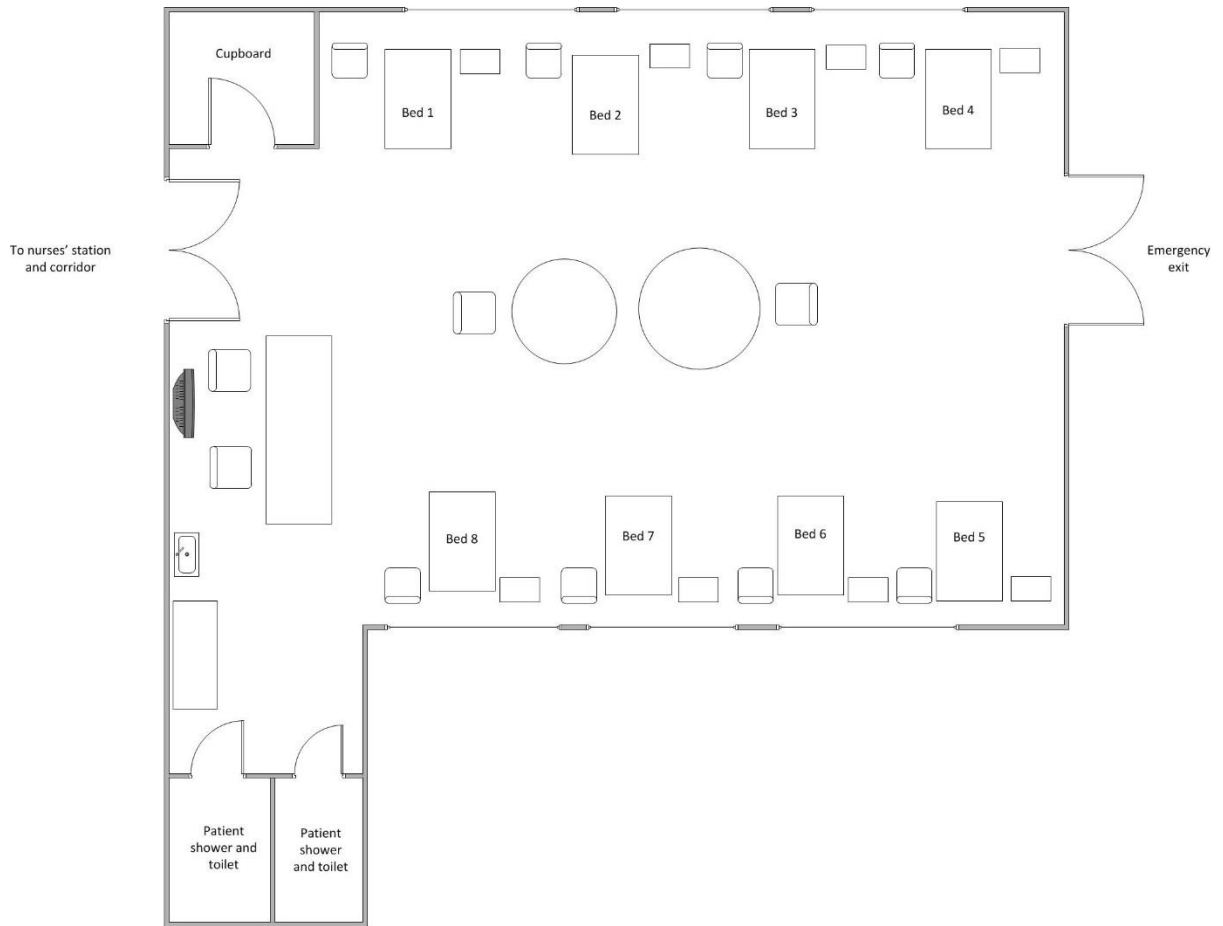 Cupboard
Bed 1
Bed 2
Bed 3
Bed 4
To nurses’ station
and corridor
Emergency
exit
Bed 8
Bed 7
Bed 6
Bed 5
Patient
shower and
toilet
Patient
shower
and toilet